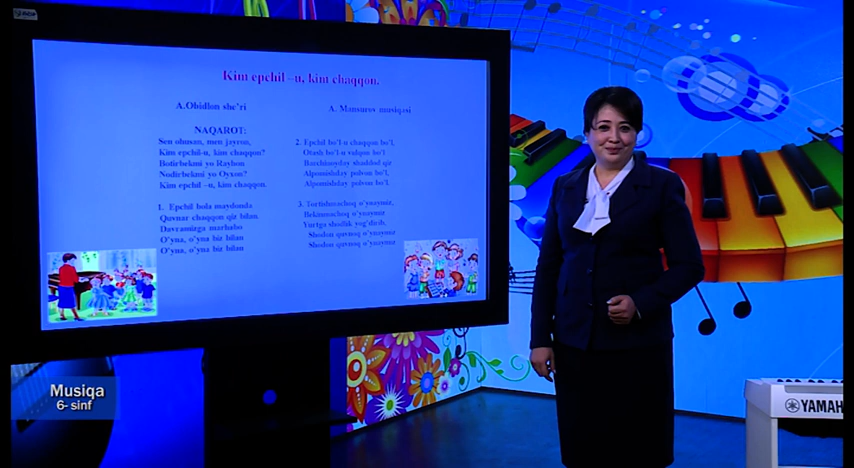 Kim epchil –u, kim chaqqon.
A.Obidlon she'ri
A. Mansurov musiqasi
NAQAROT:
Sen ohusan, men jayron,
Kim epchil-u, kim chaqqon?
Botirbekmi yo Rayhon
Nodirbekmi yo Oyxon?
Kim epchil –u, kim chaqqon.
1. Epchil bola maydonda
Quvnar chaqqon qiz bilan.
Davramizga marhabo
O'yna, o'yna biz bilan
O'yna, o'yna biz bilan
2. Epchil bo'l-u chaqqon bo'l,
Otash bo'l-u vulqon bo'l
Barchinoyday shaddod qiz
Alpomishday polvon bo'l,
Alpomishday polvon bo'l.
3. Tortishmachoq o'ynaymiz,
Bekinmachoq o'ynaymiz
Yurtga shodlik yog'dirib,
Shodon quvnoq o'ynaymiz
Shodon quvnoq o'ynaymiz
Musiqa
6- sinf
YAMAH